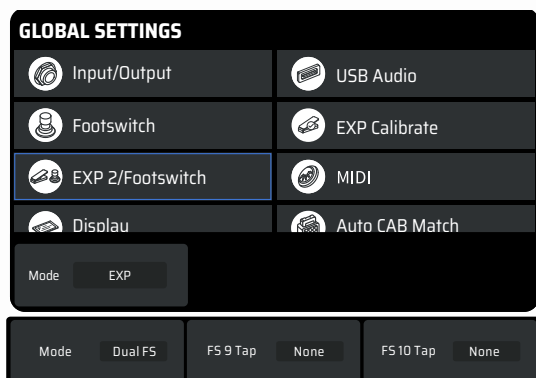 GLOBAL SETTINGS
Input/Output
USB Audio
Footswitch
EXP Calibrate
EXP 2/Footswitch
MIDI
Display
Auto CAB Match
Mode EXP
Mode Dual FS FS 9 Tap None FS 10 Tap None